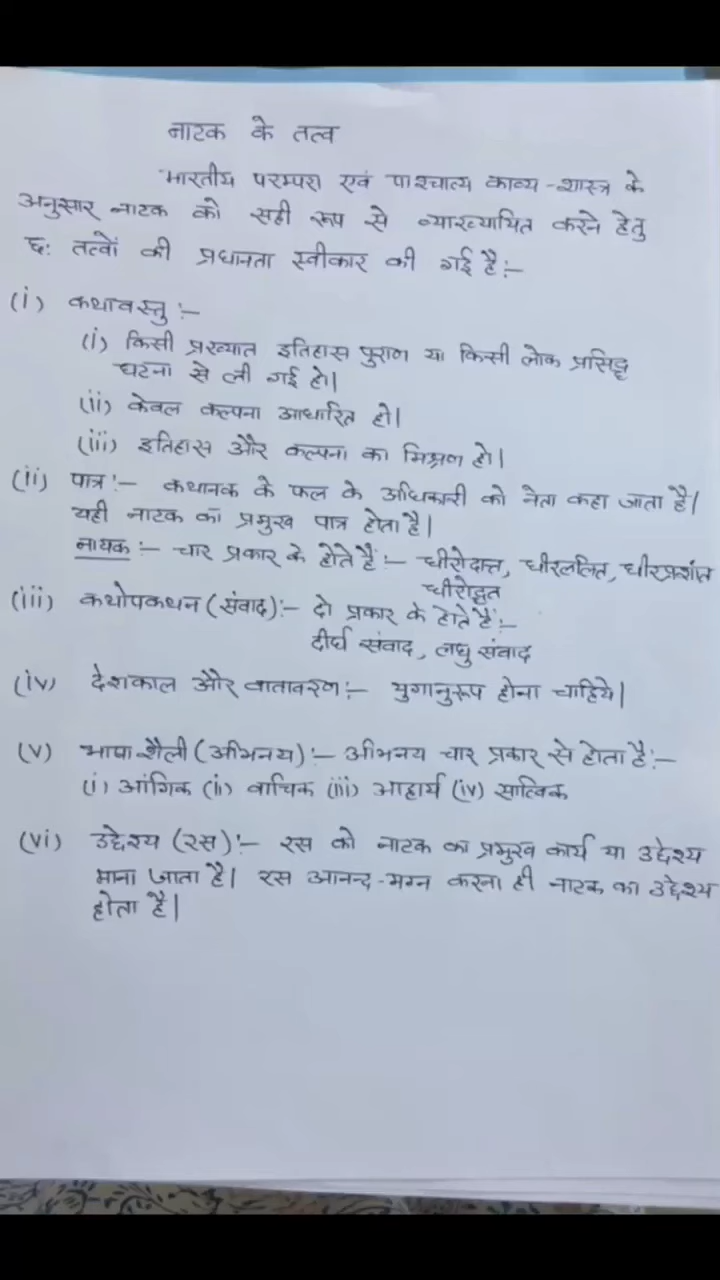 नाटक के तत्व
भारतीय परम्परा एवं पाश्चात्य काव्य-शास्त्र के
अनुसार नाटक को सही रूप से व्याख्यायित करने हेतु
छः तत्वों की प्रधानता स्वीकार की गई है:-
(i) कथावस्तु :-
(i) किसी प्रख्यात इतिहास पुराण या किसी लोक प्रसिद्ध
घटना से ली गई हो।
(ii) केवल कल्पना आधारित हो।
(iii) इतिहास और कल्पना का मिश्रण हो।
(ii) पात्र :- कथानक के फल के अधिकारी को नेता कहा जाता है।
यही नाटक का प्रमुख पात्र होता है।
नायक :- चार प्रकार के होते हैं :- धीरोदात्त, धीरललित, धीरप्रशांत
धीरोद्धत
(iii) कथोपकथन (संवाद) :- दो प्रकार के होते हैं :-
दीर्घ संवाद, लघु संवाद
(iv) देशकाल और वातावरण :- युगानुरूप होना चाहिये।
(v) भाषा शैली (अभिनय) :- अभिनय चार प्रकार से होता है :-
(i) आंगिक (ii) वाचिक (iii) आहार्य (iv) सात्विक
(vi) उद्देश्य (रस) :- रस को नाटक का प्रमुख कार्य या उद्देश्य
माना जाता है। रस आनन्द-मग्न करना ही नाटक का उद्देश्य
होता है।